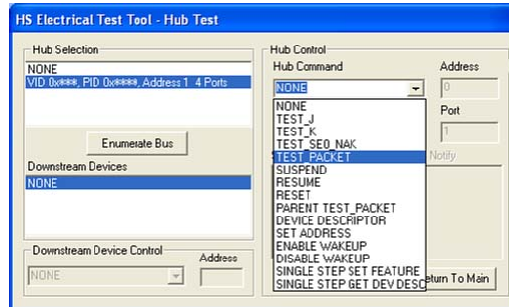 HS Electrical Test Tool - Hub Test
Hub Selection
NONE
VID 0x***, PID 0x****, Address 1 4 Ports
Enumerate Bus
Downstream Devices
NONE
Downstream Device Control
NONE
Address
Hub Control
Hub Command
NONE
Address
0
Port
1
NONE
TEST_J
TEST_K
TEST_SE0_NAK
TEST_PACKET
SUSPEND
RESUME
RESET
PARENT TEST_PACKET
DEVICE DESCRIPTOR
SET ADDRESS
ENABLE WAKEUP
DISABLE WAKEUP
SINGLE STEP SET FEATURE
SINGLE STEP GET DEV DESC
Notify
eturn To Main